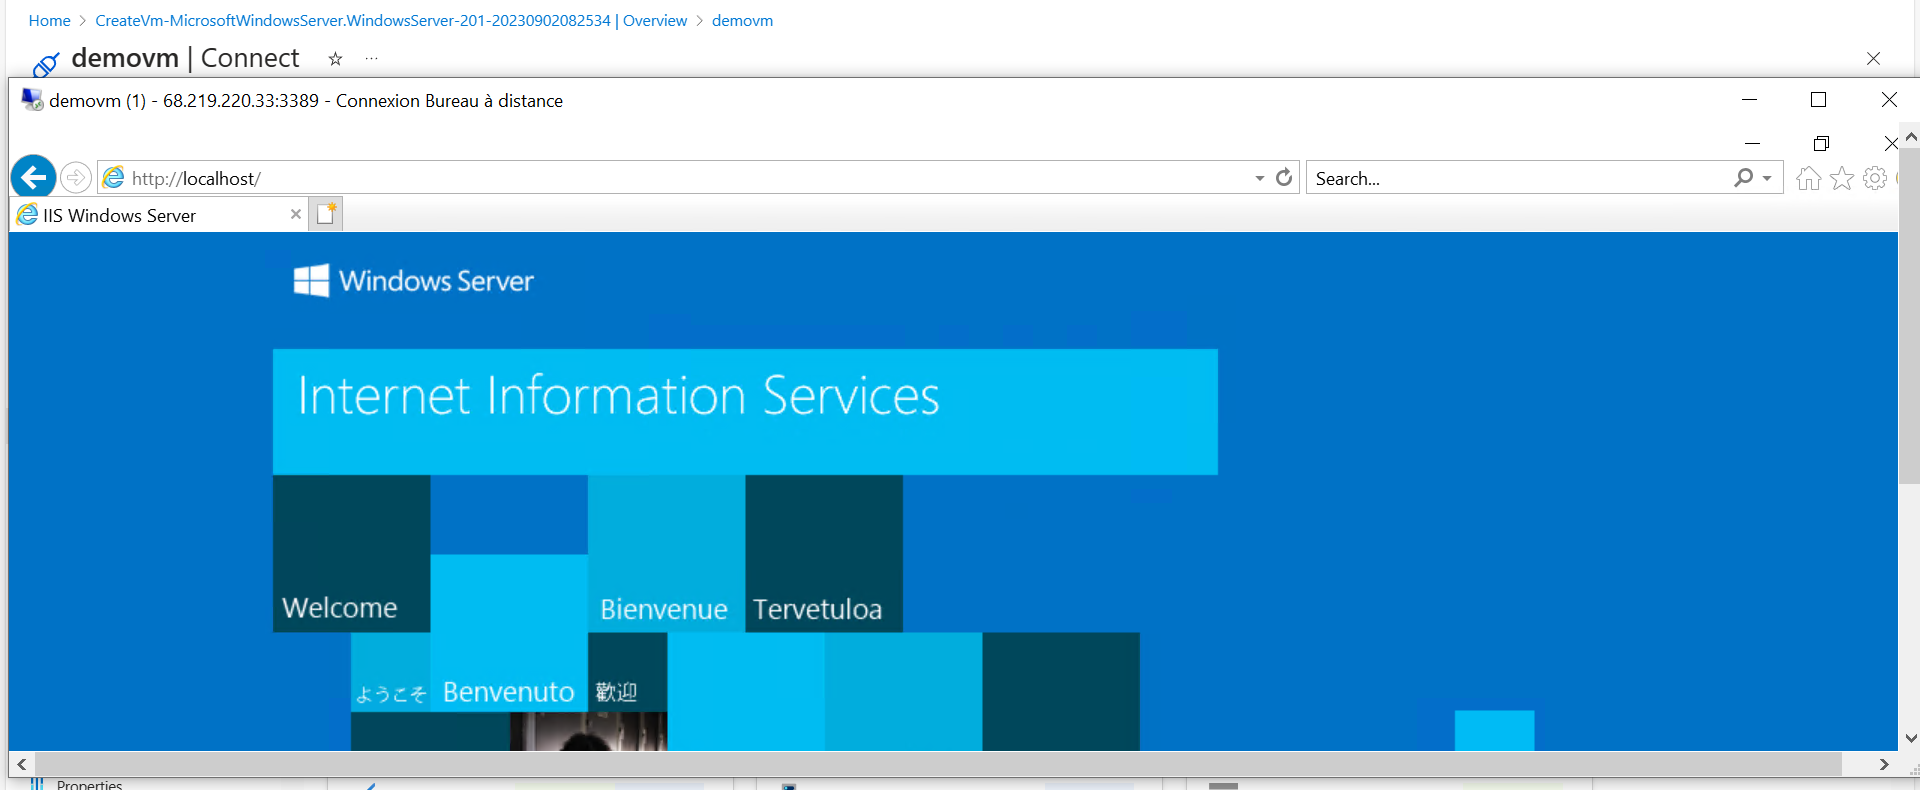 Home > CreateVm-MicrosoftWindowsServer.WindowsServer-201-20230902082534 | Overview > demovm
demovm | Connect
demovm (1) - 68.219.220.33:3389 - Connexion Bureau à distance
http://localhost/
Search...
IIS Windows Server
Windows Server
Internet Information Services
Welcome
Bienvenue
Tervetuloa
ようこそ
Benvenuto
歡迎
Properties